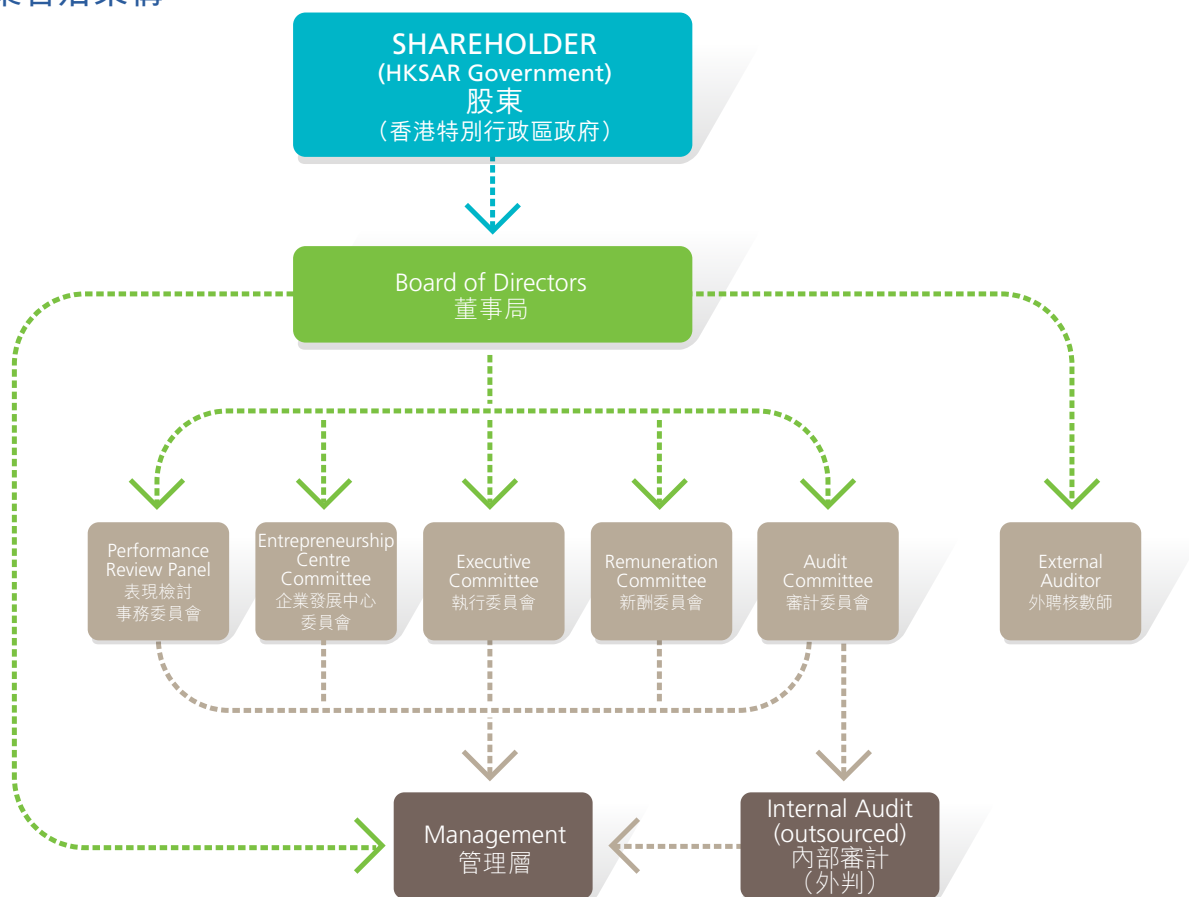 SHAREHOLDER
(HKSAR Government)
股東
（香港特別行政區政府）
Board of Directors
董事局
Performance
Review Panel
表現檢討
事務委員會
Entrepreneurship
Centre
Committee
企業發展中心
委員會
Executive
Committee
執行委員會
Remuneration
Committee
新酬委員會
Audit
Committee
審計委員會
External
Auditor
外聘核數師
Management
管理層
Internal Audit
(outsourced)
內部審計
（外判）